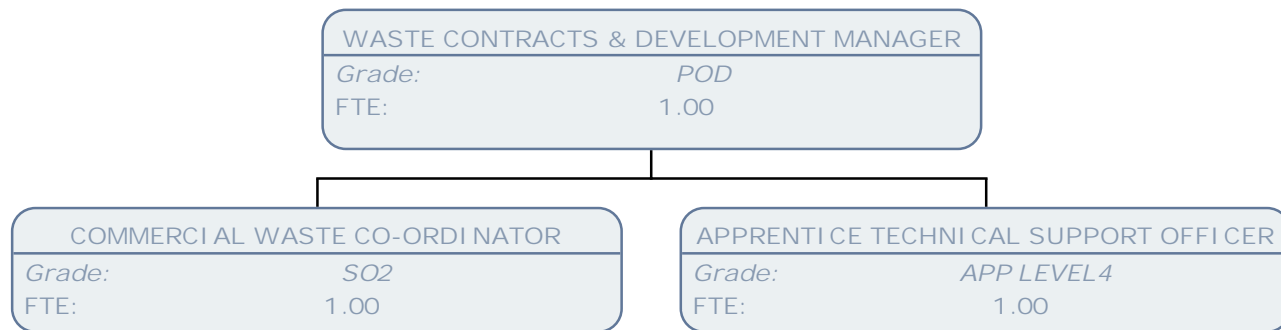 WASTE CONTRACTS & DEVELOPMENT MANAGER
Grade: POD
FTE: 1.00
COMMERCIAL WASTE CO-ORDINATOR
Grade: SO2
FTE: 1.00
APPRENTICE TECHNICAL SUPPORT OFFICER
Grade: APP LEVEL4
FTE: 1.00